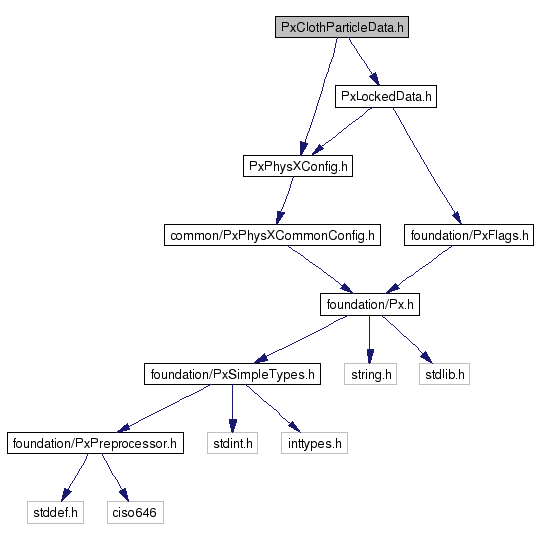 PxClothParticleData.h
PxLockedData.h
PxPhysXConfig.h
common/PxPhysXCommonConfig.h
foundation/PxFlags.h
foundation/Px.h
foundation/PxSimpleTypes.h
string.h
stdlib.h
foundation/PxPreprocessor.h
stdint.h
inttypes.h
stddef.h
ciso646